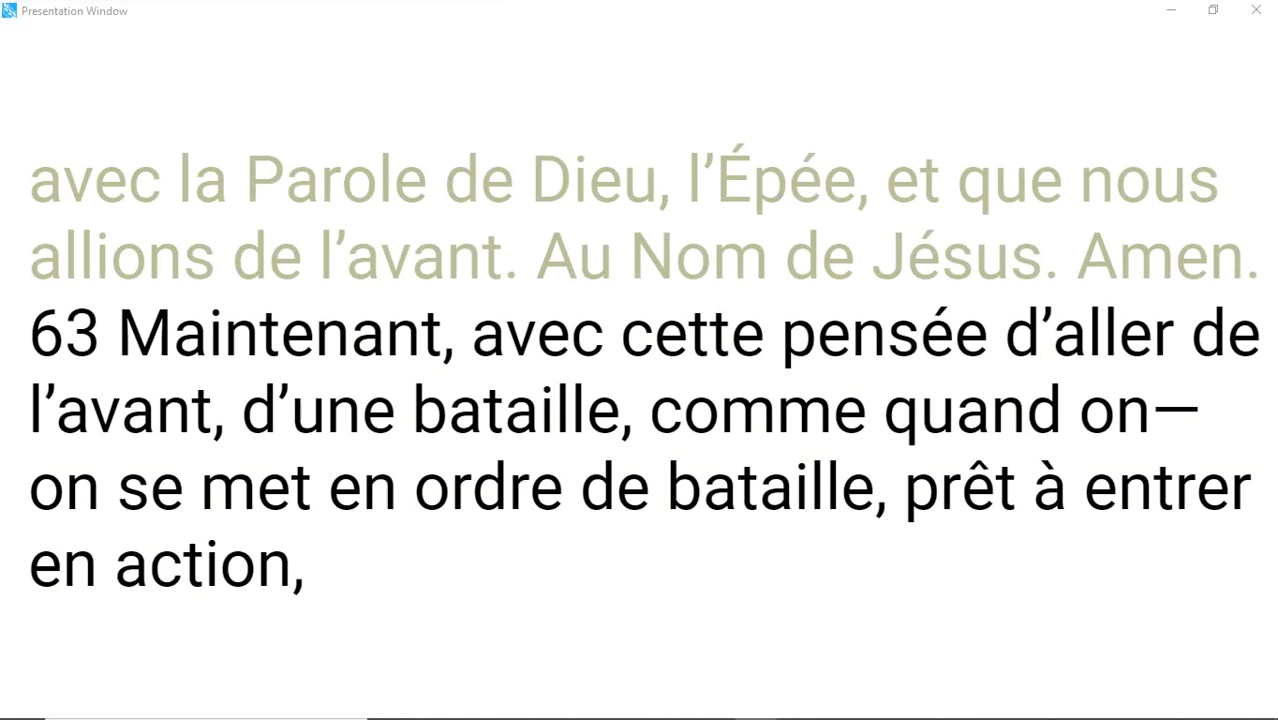 Presentation Window
avec la Parole de Dieu, l’Épée, et que nous
allions de l’avant. Au Nom de Jésus. Amen.
63 Maintenant, avec cette pensée d’aller de
l’avant, d’une bataille, comme quand on—
on se met en ordre de bataille, prêt à entrer
en action,